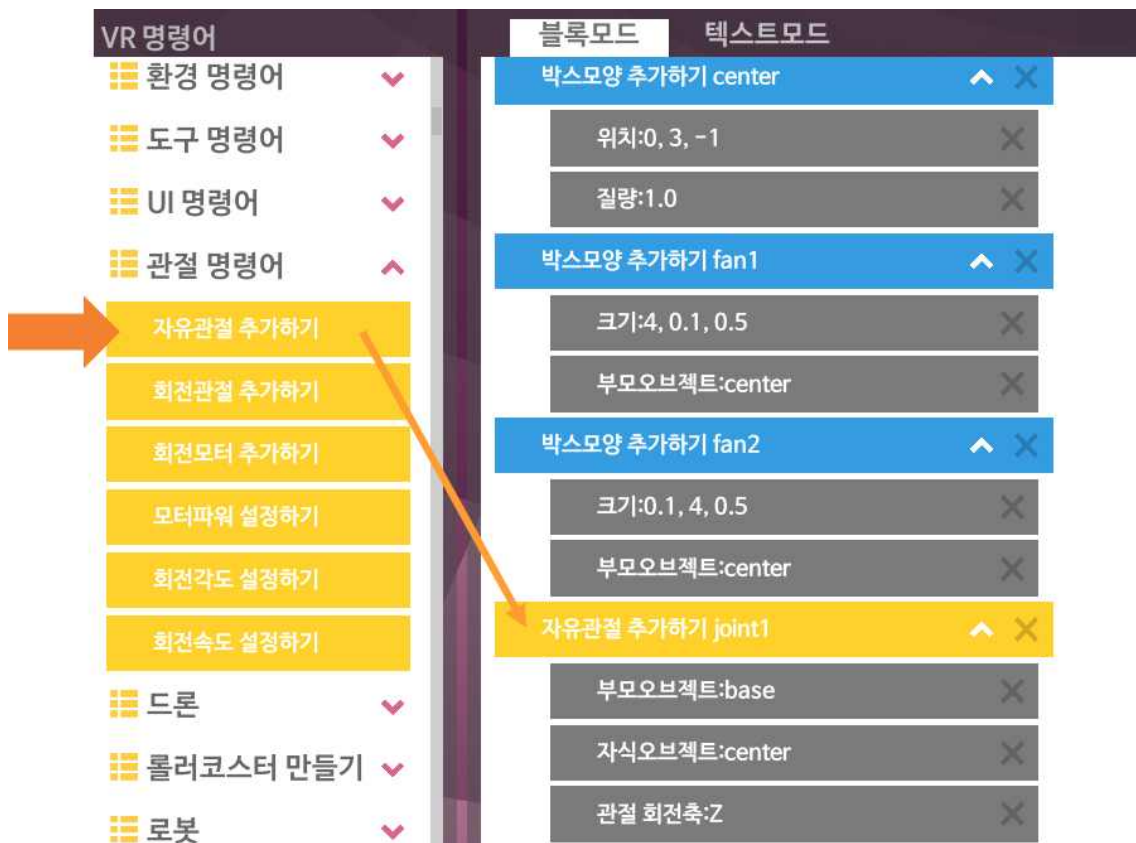 VR 명령어
환경 명령어
도구 명령어
UI 명령어
관절 명령어
자유관절 추가하기
회전관절 추가하기
회전모터 추가하기
모터파워 설정하기
회전각도 설정하기
회전속도 설정하기
드론
롤러코스터 만들기
로봇
블록모드 텍스트모드
박스모양 추가하기 center
위치:0, 3, -1
질량:1.0
박스모양 추가하기 fan1
크기:4, 0.1, 0.5
부모오브젝트:center
박스모양 추가하기 fan2
크기:0.1, 4, 0.5
부모오브젝트:center
자유관절 추가하기 joint1
부모오브젝트:base
자식오브젝트:center
관절 회전축:Z